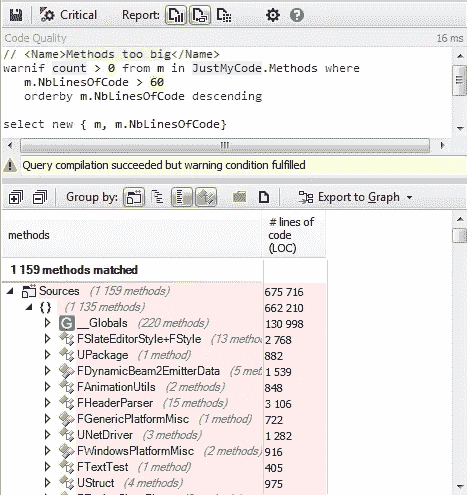 Critical Report:
Code Quality 16 ms
// <Name>Methods too big</Name>
warnif count > 0 from m in JustMyCode.Methods where
m.NbLinesOfCode > 60
orderby m.NbLinesOfCode descending
select new { m, m.NbLinesOfCode}
Query compilation succeeded but warning condition fulfilled
Group by: Export to Graph
methods # lines of
code
(LOC)
1 159 methods matched
Sources (1 159 methods) 675 716
{} (1 135 methods) 662 210
G __Globals (220 methods) 130 998
FSlateEditorStyle+FStyle (13 method 2 768
UPackage (1 method) 882
FDynamicBeam2EmitterData (5 met 1 539
FAnimationUtils (2 methods) 848
FHeaderParser (15 methods) 3 106
FGenericPlatformMisc (1 method) 722
UNetDriver (3 methods) 1 282
FWindowsPlatformMisc (2 methods) 916
FTextTest (1 method) 405
UStruct (4 methods) 975